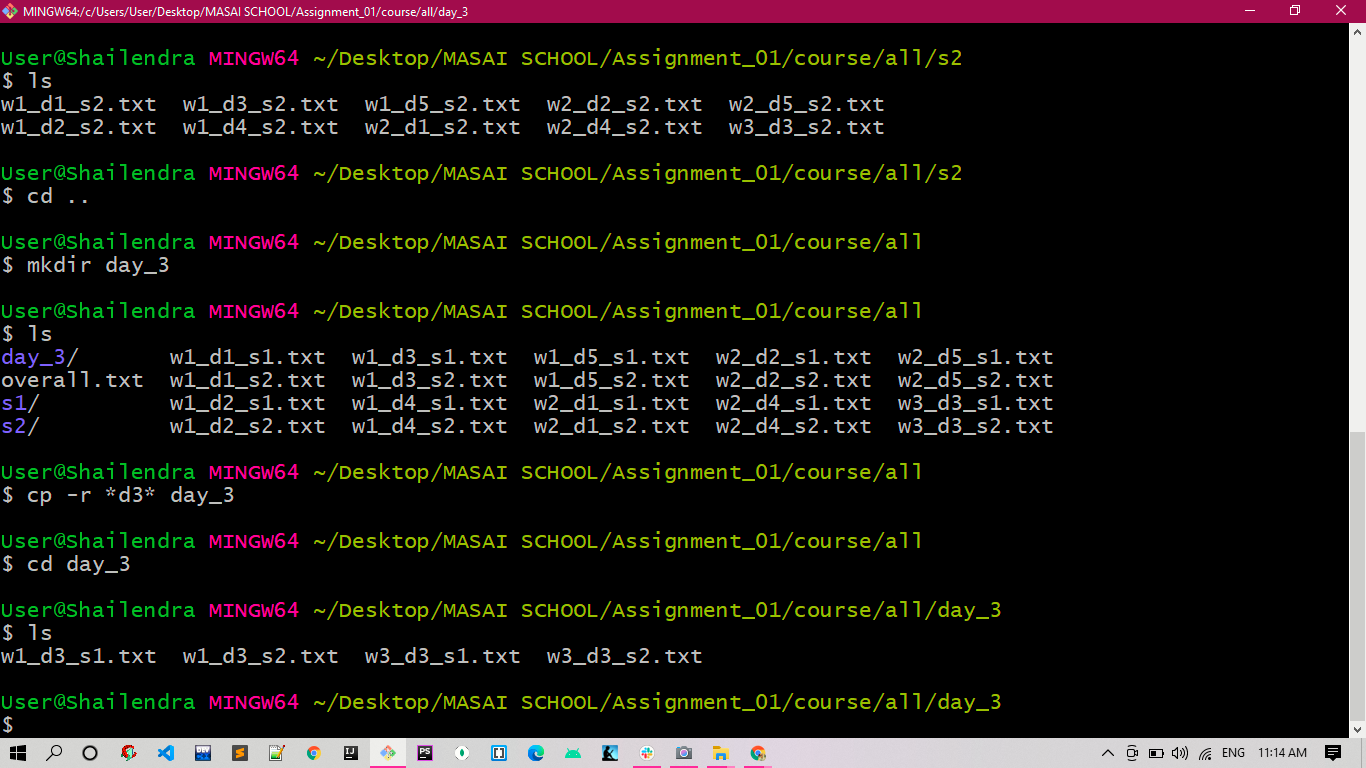 MINGW64:/c/Users/User/Desktop/MASAI SCHOOL/Assignment_01/course/all/day_3
User@Shailendra MINGW64 ~/Desktop/MASAI SCHOOL/Assignment_01/course/all/s2
$ ls
w1_d1_s2.txt  w1_d3_s2.txt  w1_d5_s2.txt  w2_d2_s2.txt  w2_d5_s2.txt
w1_d2_s2.txt  w1_d4_s2.txt  w2_d1_s2.txt  w2_d4_s2.txt  w3_d3_s2.txt
User@Shailendra MINGW64 ~/Desktop/MASAI SCHOOL/Assignment_01/course/all/s2
$ cd ..
User@Shailendra MINGW64 ~/Desktop/MASAI SCHOOL/Assignment_01/course/all
$ mkdir day_3
User@Shailendra MINGW64 ~/Desktop/MASAI SCHOOL/Assignment_01/course/all
$ ls
day_3/       w1_d1_s1.txt  w1_d3_s1.txt  w1_d5_s1.txt  w2_d2_s1.txt  w2_d5_s1.txt
overall.txt  w1_d1_s2.txt  w1_d3_s2.txt  w1_d5_s2.txt  w2_d2_s2.txt  w2_d5_s2.txt
s1/          w1_d2_s1.txt  w1_d4_s1.txt  w2_d1_s1.txt  w2_d4_s1.txt  w3_d3_s1.txt
s2/          w1_d2_s2.txt  w1_d4_s2.txt  w2_d1_s2.txt  w2_d4_s2.txt  w3_d3_s2.txt
User@Shailendra MINGW64 ~/Desktop/MASAI SCHOOL/Assignment_01/course/all
$ cp -r *d3* day_3
User@Shailendra MINGW64 ~/Desktop/MASAI SCHOOL/Assignment_01/course/all
$ cd day_3
User@Shailendra MINGW64 ~/Desktop/MASAI SCHOOL/Assignment_01/course/all/day_3
$ ls
w1_d3_s1.txt  w1_d3_s2.txt  w3_d3_s1.txt  w3_d3_s2.txt
User@Shailendra MINGW64 ~/Desktop/MASAI SCHOOL/Assignment_01/course/all/day_3
$
ENG 11:14 AM